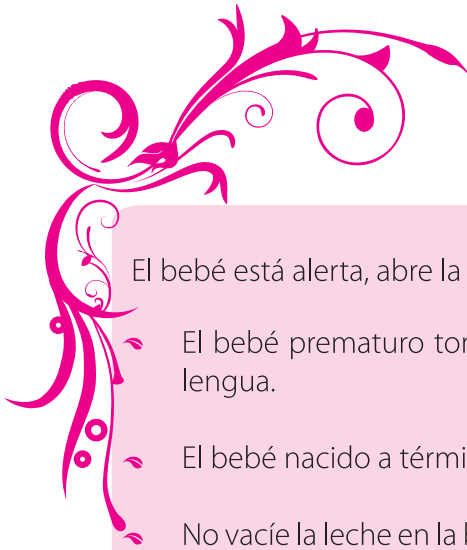 El bebé está alerta, abre la
El bebé prematuro
lengua.
El bebé nacido a
No vacíe la leche en la